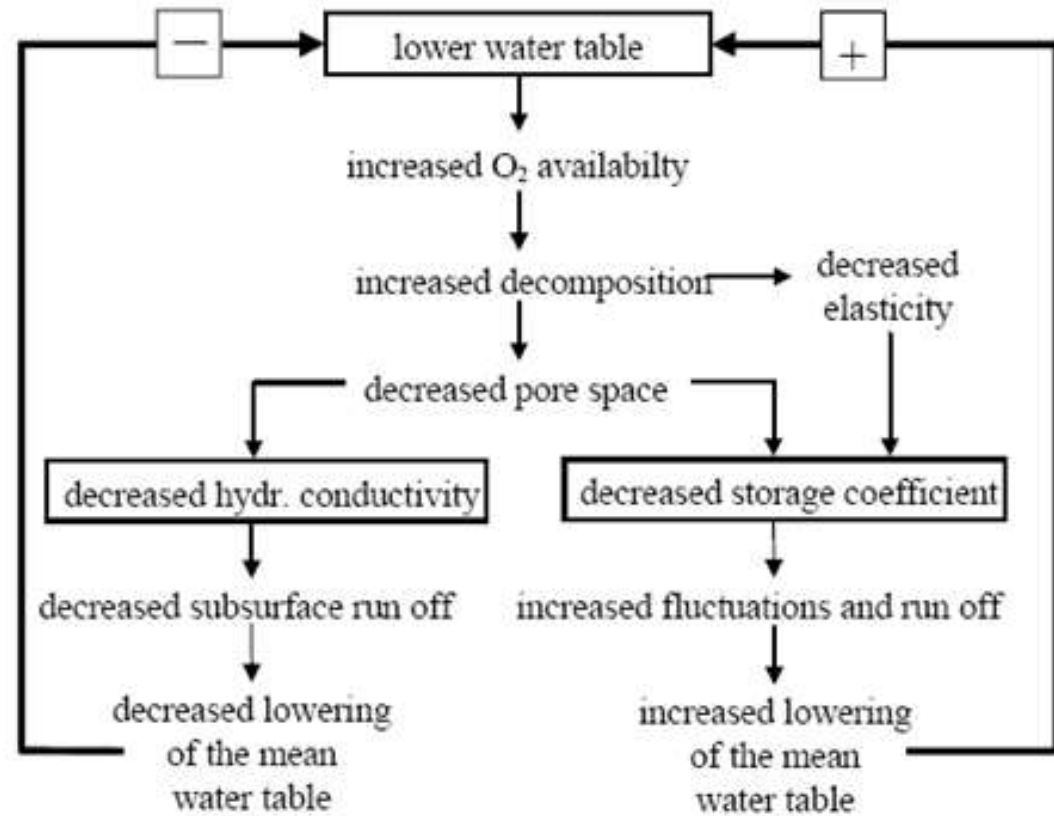 −
lower water table
+
increased O₂ availabilty
increased decomposition
decreased
elasticity
decreased pore space
decreased hydr. conductivity
decreased storage coefficient
decreased subsurface run off
increased fluctuations and run off
decreased lowering
of the mean
water table
increased lowering
of the mean
water table